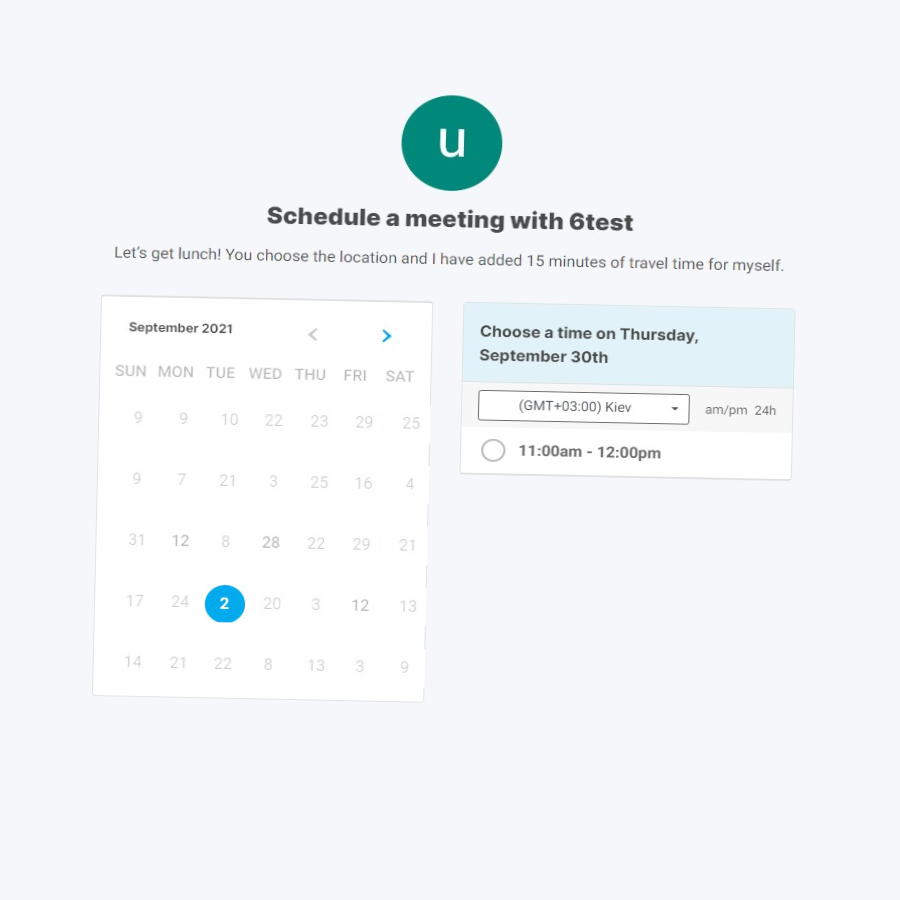 u
Schedule a meeting with 6test
Let's get lunch! You choose the location and I have added 15 minutes of travel time for myself.
September 2021
SUN MON TUE WED THU FRI SAT
9 9 10 22 23 29 25
9 7 21 3 25 16 4
31 12 8 28 22 29 21
17 24 2 20 3 12 13
14 21 22 8 13 3 9
Choose a time on Thursday,
September 30th
(GMT+03:00) Kiev
am/pm 24h
11:00am - 12:00pm